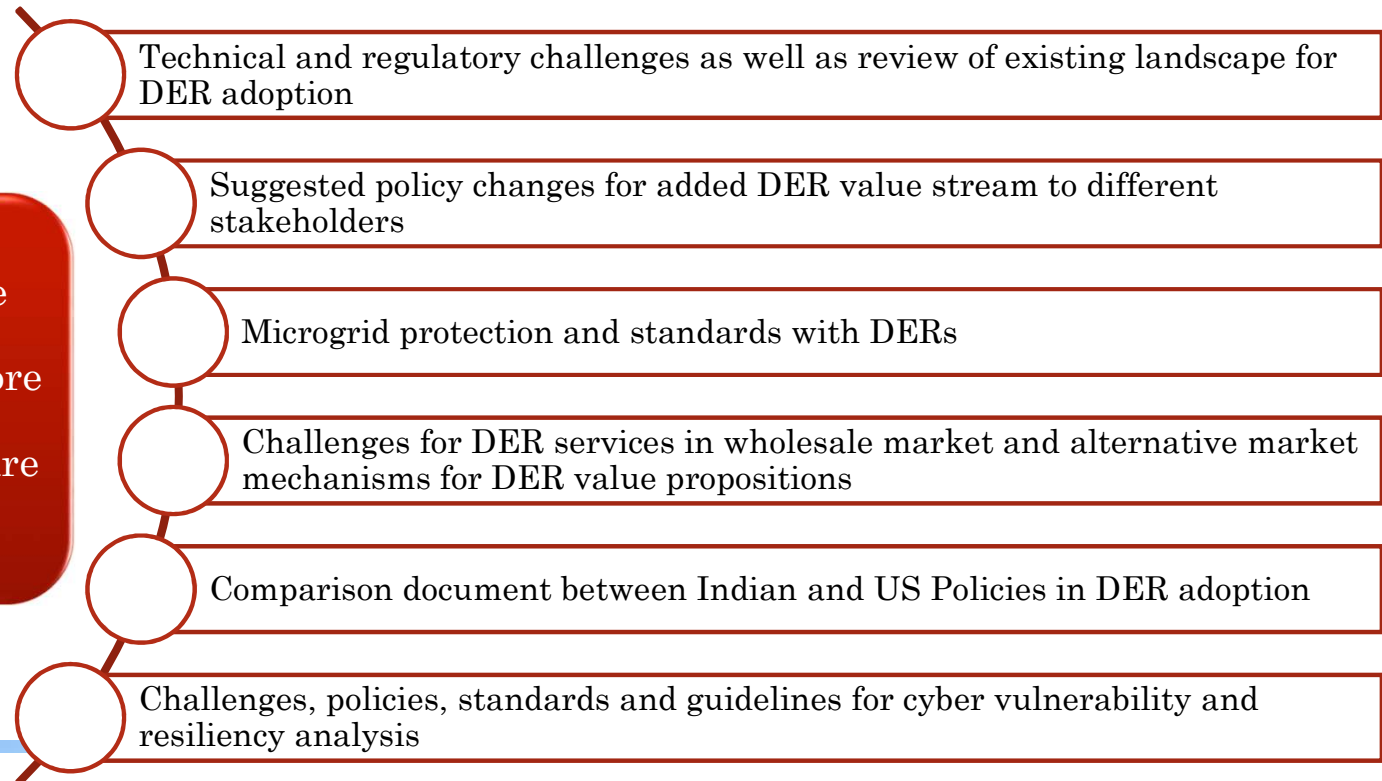 Technical and regulatory challenges as well as review of existing landscape for
DER adoption
Suggested policy changes for added DER value stream to different
stakeholders
Microgrid protection and standards with DERs
Challenges for DER services in wholesale market and alternative market
mechanisms for DER value propositions
Comparison document between Indian and US Policies in DER adoption
Challenges, policies, standards and guidelines for cyber vulnerability and
resiliency analysis